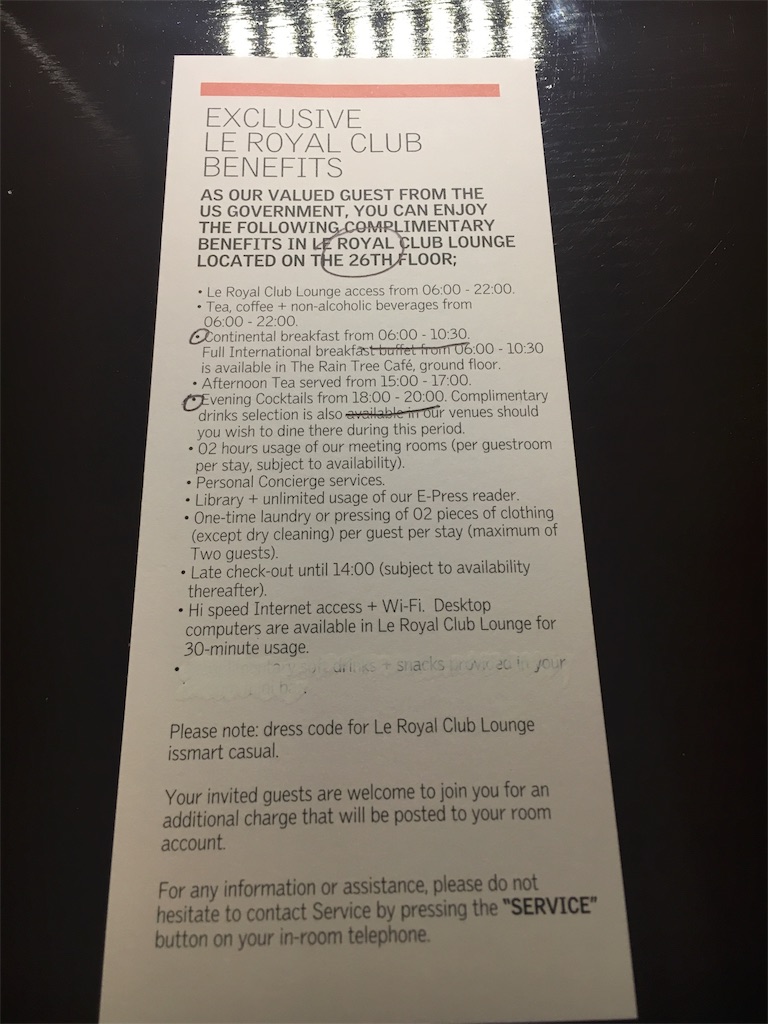 EXCLUSIVE
LE ROYAL CLUB
BENEFITS
AS OUR VALUED GUEST FROM THE
US GOVERNMENT, YOU CAN ENJOY
THE FOLLOWING COMPLIMENTARY
BENEFITS IN LE ROYAL CLUB LOUNGE
LOCATED ON THE 26TH FLOOR;
• Le Royal Club Lounge access from 06:00 - 22:00.
• Tea, coffee + non-alcoholic beverages from
06:00 - 22:00.
• Continental breakfast from 06:00 - 10:30.
Full International breakfast buffet from 06:00 - 10:30
is available in The Rain Tree Café, ground floor.
• Afternoon Tea served from 15:00 - 17:00.
• Evening Cocktails from 18:00 - 20:00. Complimentary
drinks selection is also available in our venues should
you wish to dine there during this period.
• 02 hours usage of our meeting rooms (per guestroom
per stay, subject to availability).
• Personal Concierge services.
• Library + unlimited usage of our E-Press reader.
• One-time laundry or pressing of 02 pieces of clothing
(except dry cleaning) per guest per stay (maximum of
Two guests).
• Late check-out until 14:00 (subject to availability
thereafter).
• Hi speed Internet access + Wi-Fi. Desktop
computers are available in Le Royal Club Lounge for
30-minute usage.
• drinks + snacks provided in your
Please note: dress code for Le Royal Club Lounge
issmart casual.
Your invited guests are welcome to join you for an
additional charge that will be posted to your room
account.
For any information or assistance, please do not
hesitate to contact Service by pressing the "SERVICE"
button on your in-room telephone.